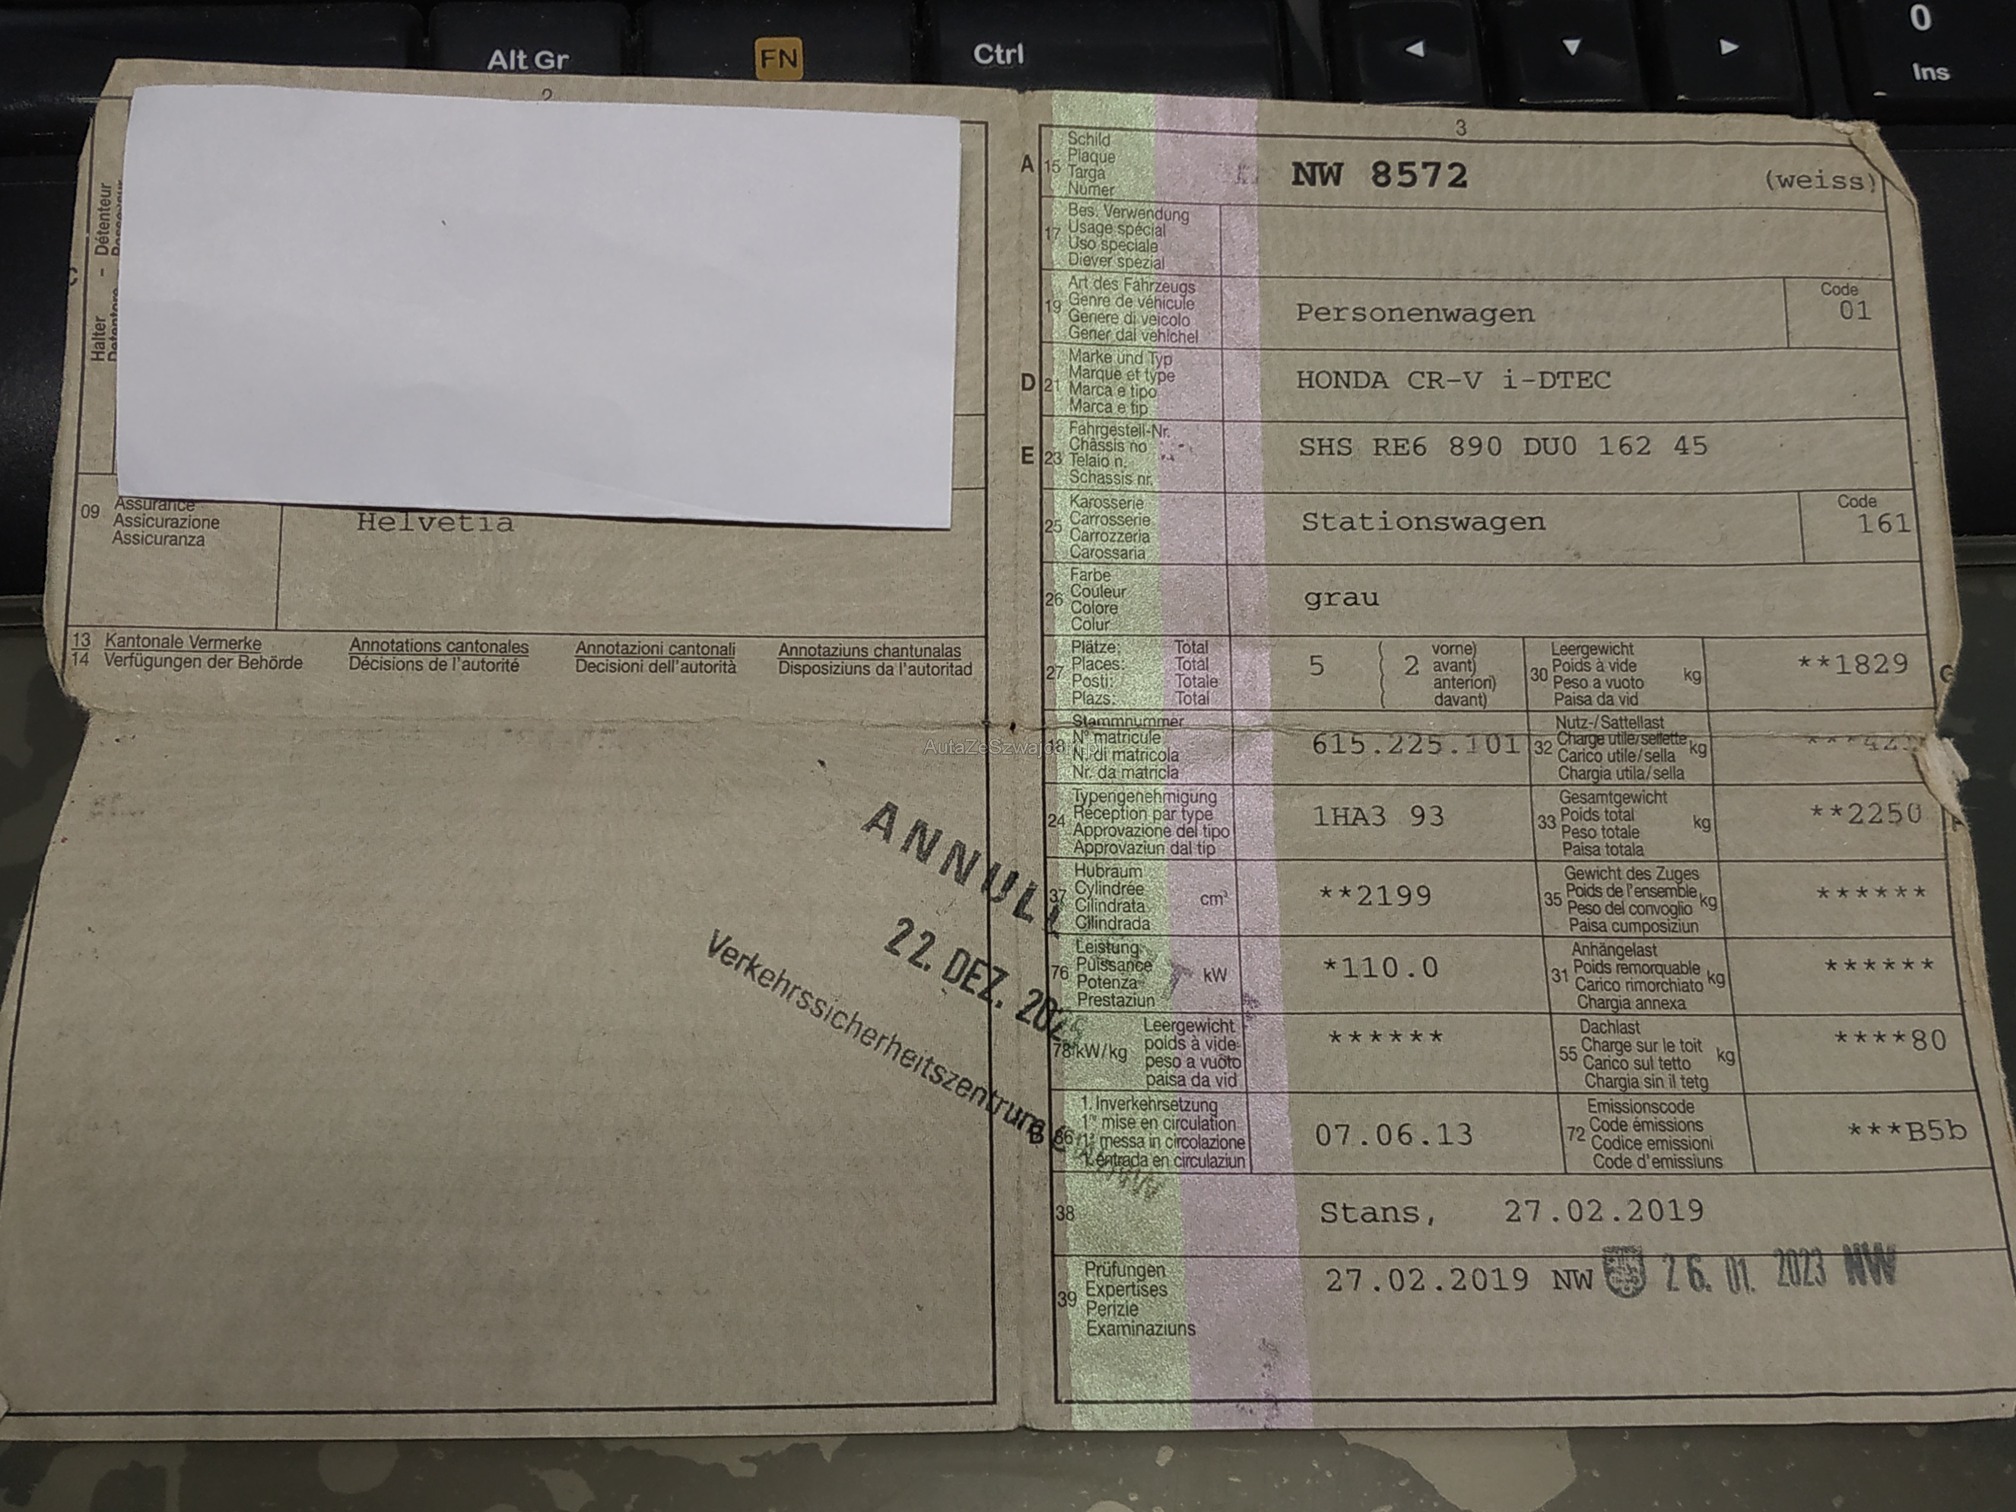 Alt Gr
FN
Ctrl
0
Ins
2
Halter – Détenteur
09
Assurance
Assicurazione
Assicuranza
Helvetia
13 Kantonale Vermerke Annotations cantonales Annotazioni cantonali Annotaziuns chantunalas
14 Verfügungen der Behörde Décisions de l'autorité Decisioni dell'autorità Disposiziuns da l'autoritad
AutaZeSzwajcarii.pl
22. DEZ.
Verkehrssicherheitszentrum
3
A 15
Schild
Plaque
Targa
Numer
NW 8572 (weiss)
17
Bes. Verwendung
Usage spécial
Uso speciale
Diever spezial
19
Art des Fahrzeugs
Genre de véhicule
Genere di veicolo
Gener dal vehichel
Personenwagen
Code
01
D 21
Marke und Typ
Marque et type
Marca e tipo
Marca e tip
HONDA CR-V i-DTEC
E 23
Fahrgestell-Nr.
Châssis no
Telaio n.
Schassis nr.
SHS RE6 890 DU0 162 45
25
Karosserie
Carrosserie
Carrozzeria
Carossaria
Stationswagen
Code
161
26
Farbe
Couleur
Colore
Colur
grau
27
Plätze: Total
Places: Total
Posti: Totale
Plazs: Total
5
2
vorne)
avant)
anteriori)
davant)
30
Leergewicht
Poids à vide
Peso a vuoto
Paisa da vid
kg
**1829
18
Stammnummer
N° matricule
N. di matricola
Nr. da matricla
615.225.101
32
Nutz-/Sattellast
Charge utile/sellette
Carico utile/sella
Chargia utila/sella
kg
24
Typengenehmigung
Réception par type
Approvazione del tipo
Approvaziun dal tip
1HA3 93
33
Gesamtgewicht
Poids total
Peso totale
Paisa totala
kg
**2250
37
Hubraum
Cylindrée
Cilindrata
Cilindrada
cm³
**2199
35
Gewicht des Zuges
Poids de l'ensemble
Peso del convoglio
Paisa cumposiziun
kg
******
76
Leistung
Puissance
Potenza
Prestaziun
kW
*110.0
31
Anhängelast
Poids remorquable
Carico rimorchiato
Chargia annexa
kg
******
78 kW/kg
Leergewicht
poids à vide
peso a vuoto
paisa da vid
******
55
Dachlast
Charge sur le toit
Carico sul tetto
Chargia sin il tetg
kg
****80
B 86
1. Inverkehrsetzung
1re mise en circulation
1a messa in circolazione
1. entrada en circulaziun
07.06.13
72
Emissionscode
Code émissions
Codice emissioni
Code d'emissiuns
***B5b
38
Stans, 27.02.2019
39
Prüfungen
Expertises
Perizie
Examinaziuns
27.02.2019 NW 26. 01. 2023 NW